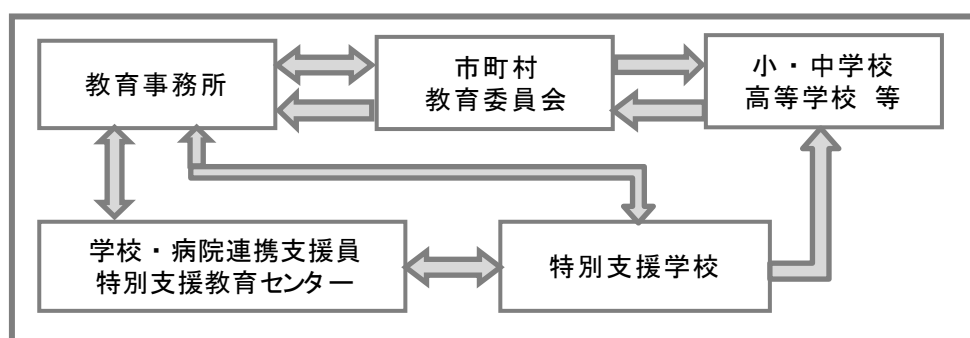 教育事務所
市町村
教育委員会
小・中学校
高等学校 等
学校・病院連携支援員
特別支援教育センター
特別支援学校